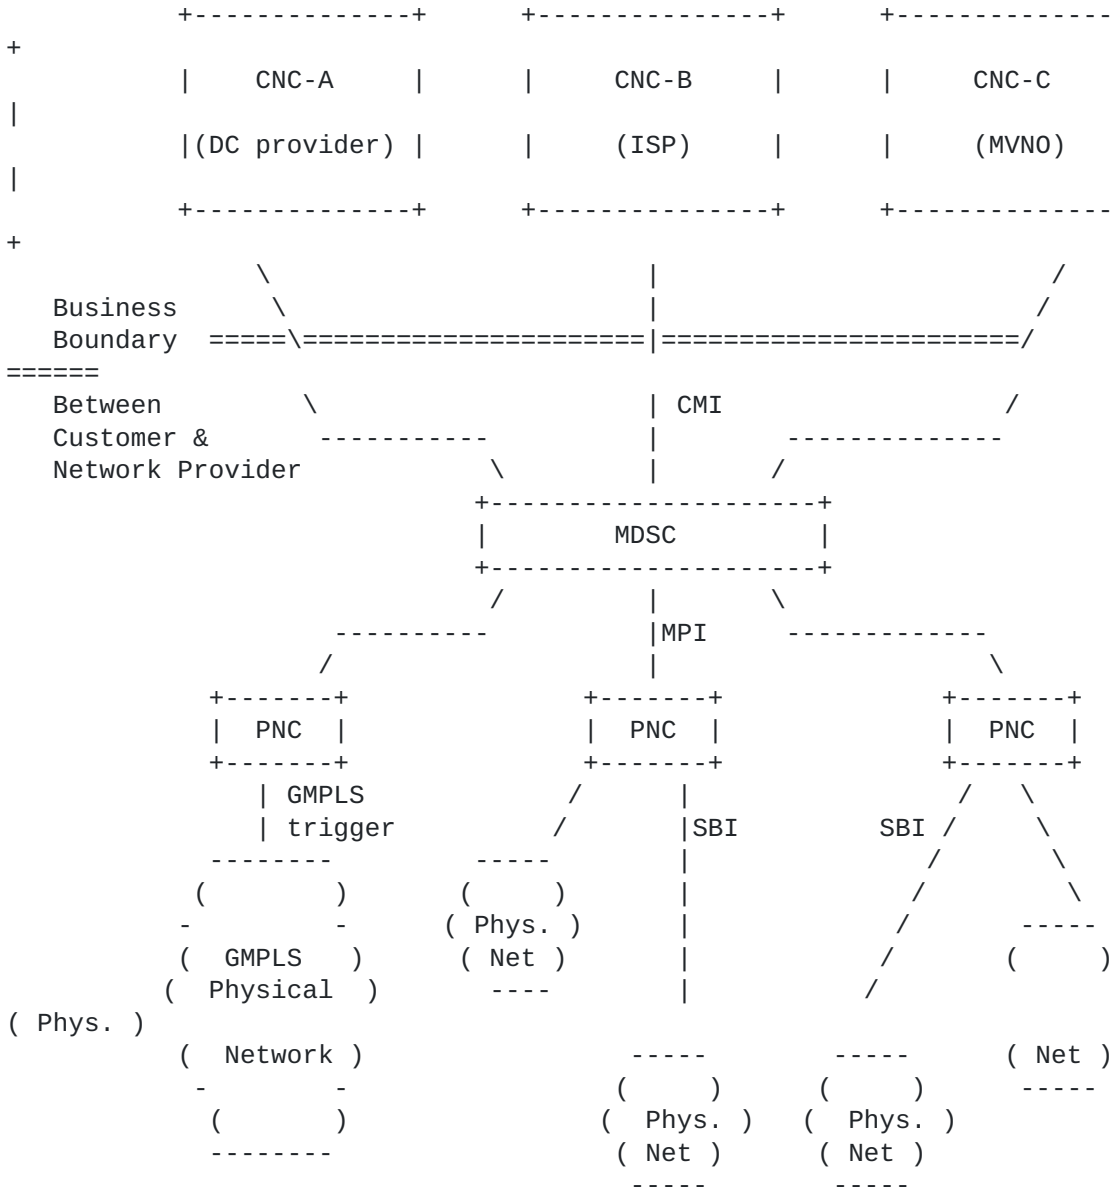 +--------------+ +---------------+ +--------------
+
| CNC-A | | CNC-B | | CNC-C
|
|(DC provider) | | (ISP) | | (MVNO)
|
+--------------+ +---------------+ +--------------
+
\ | /
Business \ | /
Boundary =====\======================|=======================/
======
Between \ | CMI /
Customer & ----------- | --------------
Network Provider \ | /
+---------------------+
| MDSC |
+---------------------+
/ | \
---------- |MPI -------------
/ | \
+-------+ +-------+ +-------+
| PNC | | PNC | | PNC |
+-------+ +-------+ +-------+
| GMPLS / | / \
| trigger / |SBI SBI / \
-------- ----- | / \
( ) ( ) | / \
- - ( Phys. ) | / -----
( GMPLS ) ( Net ) | / ( )
( Physical ) ---- | /
( Phys. )
( Network ) ----- ----- ( Net )
- - ( ) ( ) -----
( ) ( Phys. ) ( Phys. )
-------- ( Net ) ( Net )
----- -----